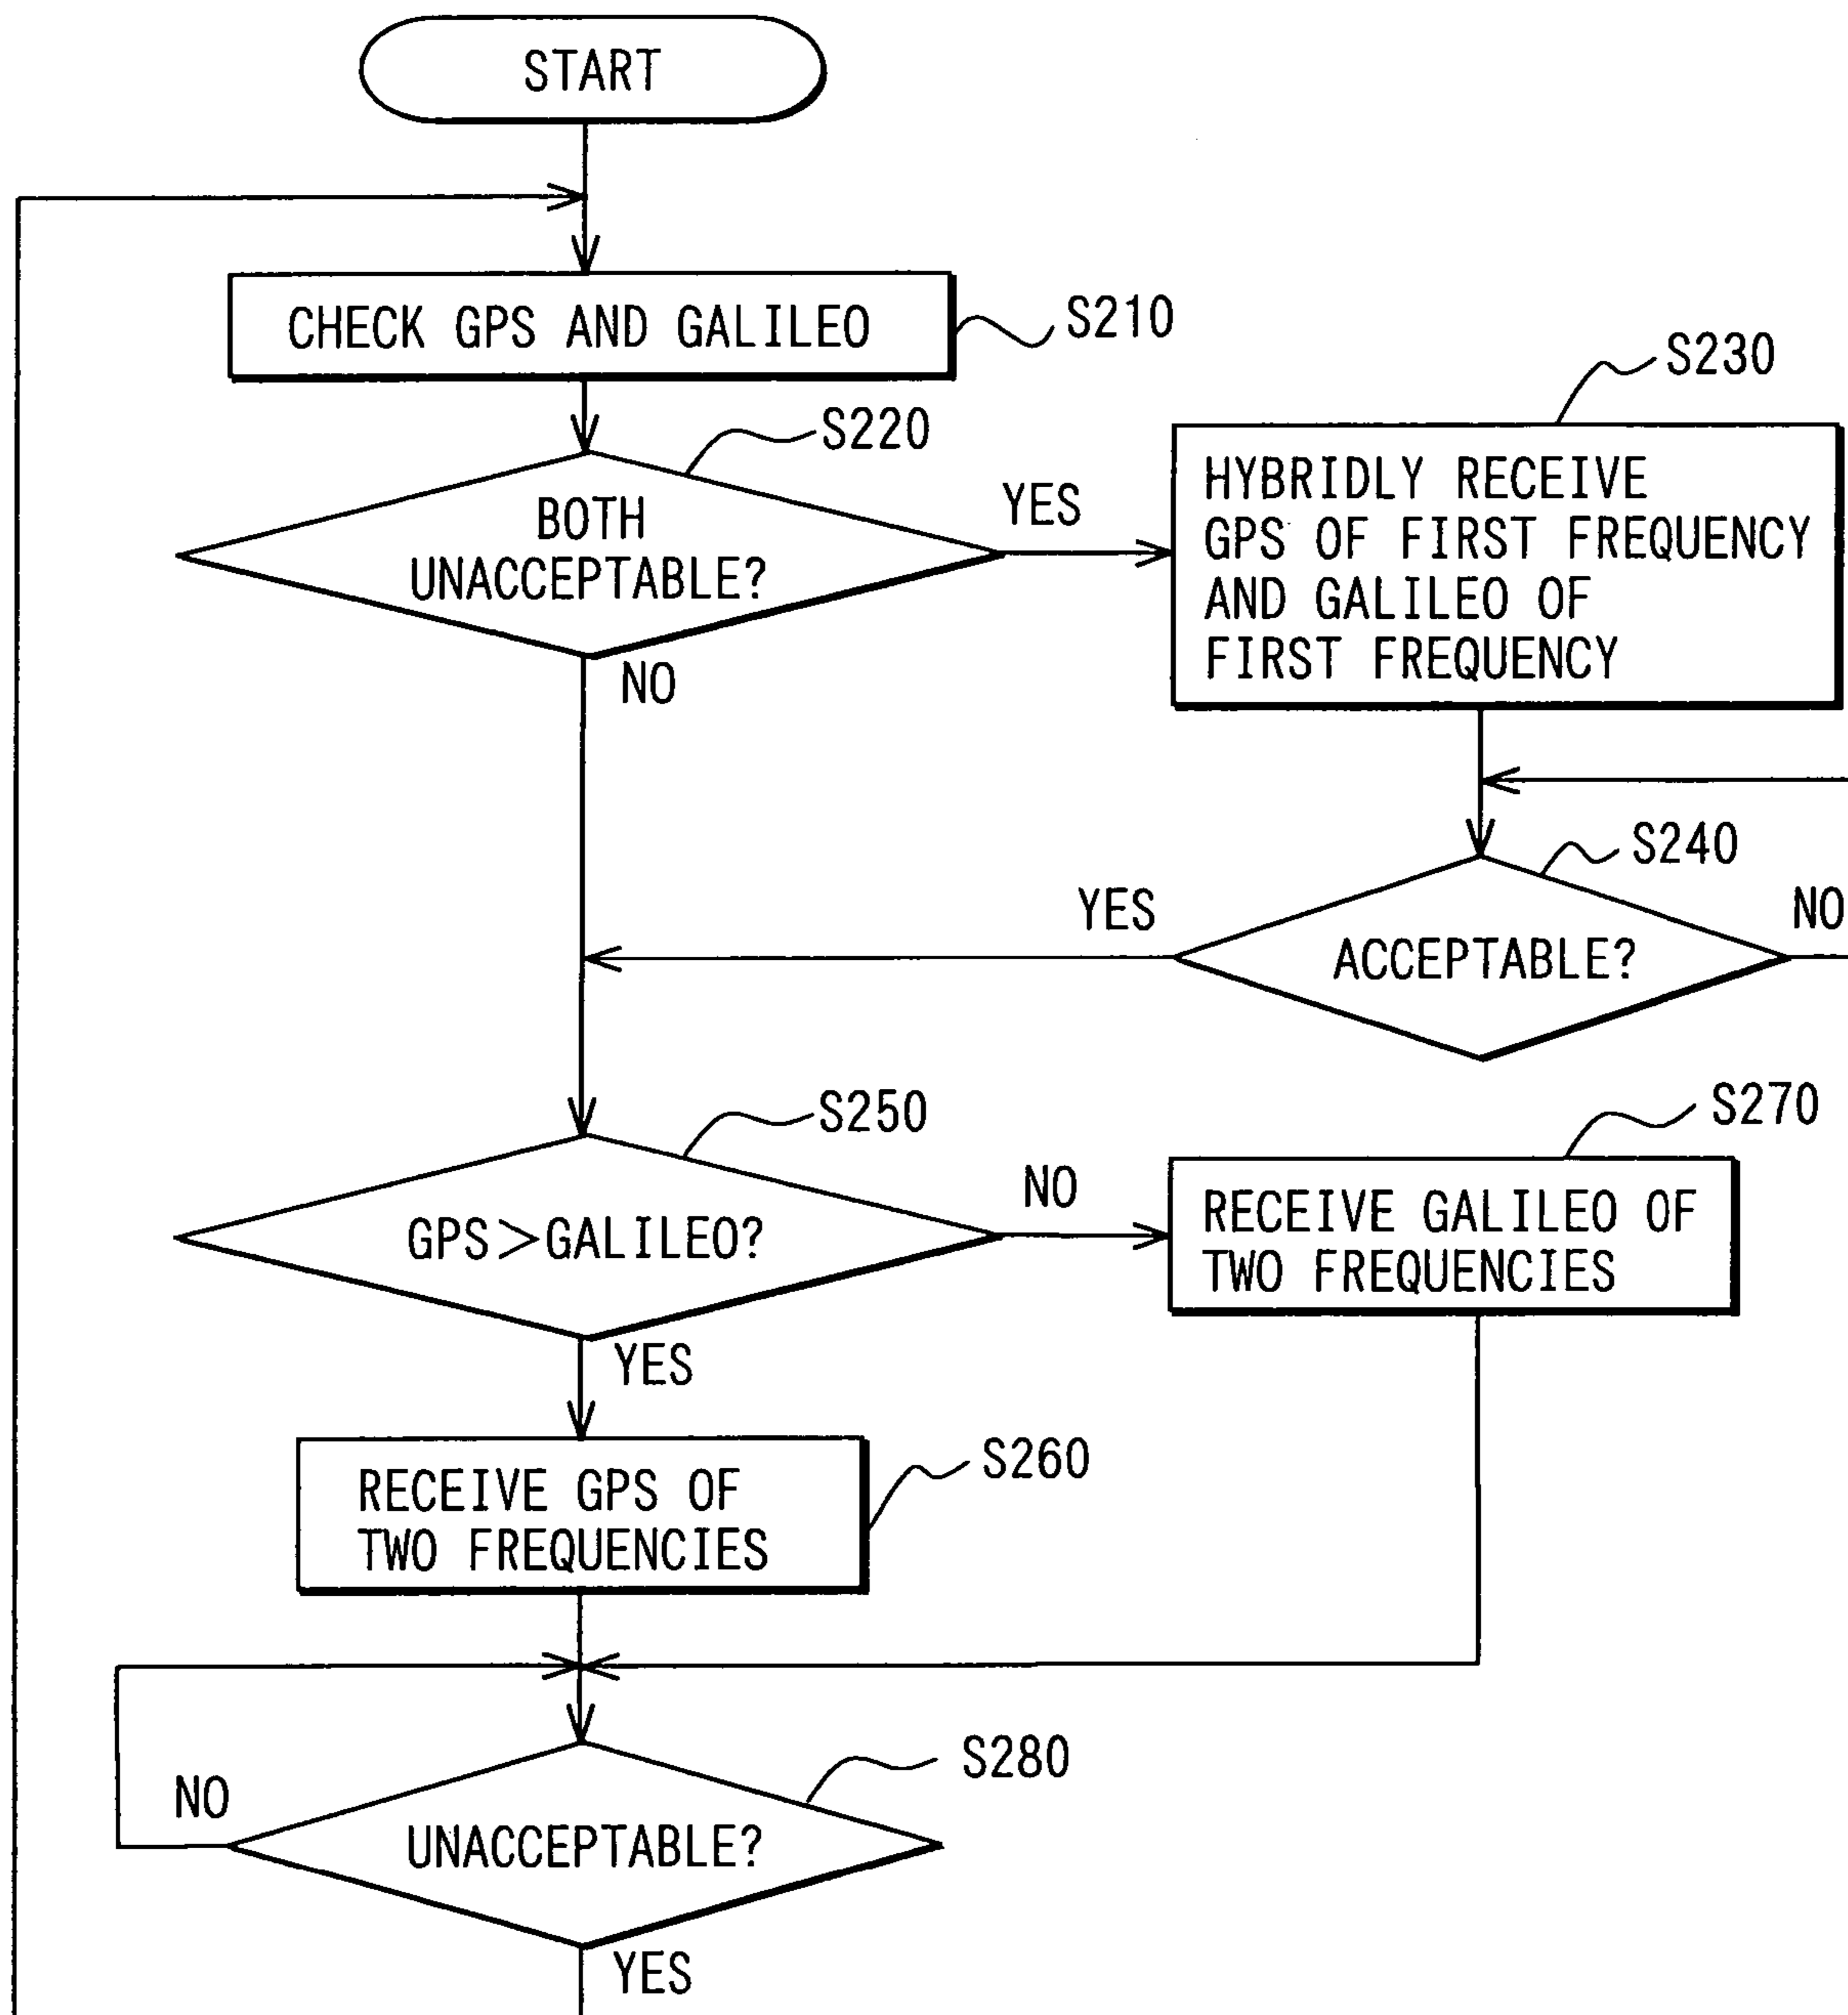 START
CHECK GPS AND GALILEO
S210
S220
BOTH
UNACCEPTABLE?
YES
NO
S230
HYBRIDLY RECEIVE
GPS OF FIRST FREQUENCY
AND GALILEO OF
FIRST FREQUENCY
S240
ACCEPTABLE?
YES
NO
S250
GPS>GALILEO?
NO
YES
S270
RECEIVE GALILEO OF
TWO FREQUENCIES
RECEIVE GPS OF
TWO FREQUENCIES
S260
S280
UNACCEPTABLE?
NO
YES